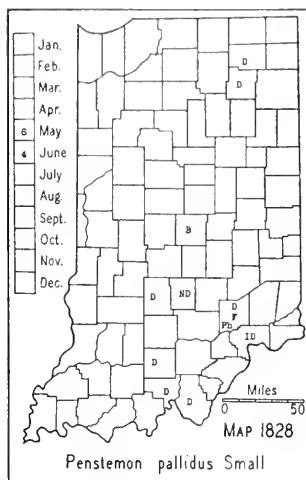 Jan.
Feb.
Mar.
Apr.
6 May
4 June
July
Aug.
Sept.
Oct.
Nov.
Dec.
D
D
B
D ND
D
F
Ph
ID
D
D
D
Miles
0 50
MAP 1828
Penstemon pallidus Small